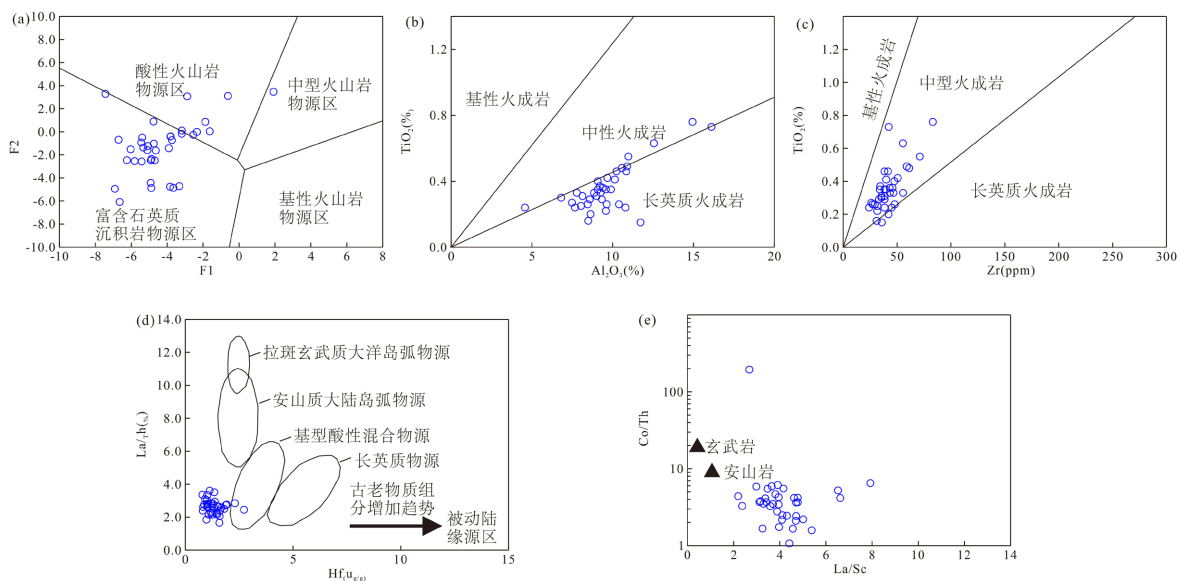 (a)
10.0
8.0
6.0
4.0
2.0
0.0
-2.0
-4.0
-6.0
-8.0
-10.0
F2
酸性火山岩
物源区
中型火山岩
物源区
基性火山岩
物源区
富含石英质
沉积岩物源区
-10
-8
-6
-4
-2
0
2
4
6
8
F1
(b)
TiO₂(%)
1.2
0.8
0.4
0.0
基性火成岩
中性火成岩
长英质火成岩
0
5
10
15
20
Al₂O₃(%)
(c)
TiO₂(%)
1.2
0.8
0.4
0.0
基性火成岩
中型火成岩
长英质火成岩
0
50
100
150
200
250
300
Zr(ppm)
(d)
14.0
12.0
10.0
8.0
6.0
4.0
2.0
0.0
La/Th(%)
拉斑玄武质大洋岛弧物源
安山质大陆岛弧物源
基型酸性混合物源
长英质物源
古老物质组
分增加趋势
被动陆
缘源区
0
5
10
15
Hf(ug/g)
(e)
Co/Th
100
10
1
玄武岩
安山岩
0
2
4
6
8
10
12
14
La/Sc